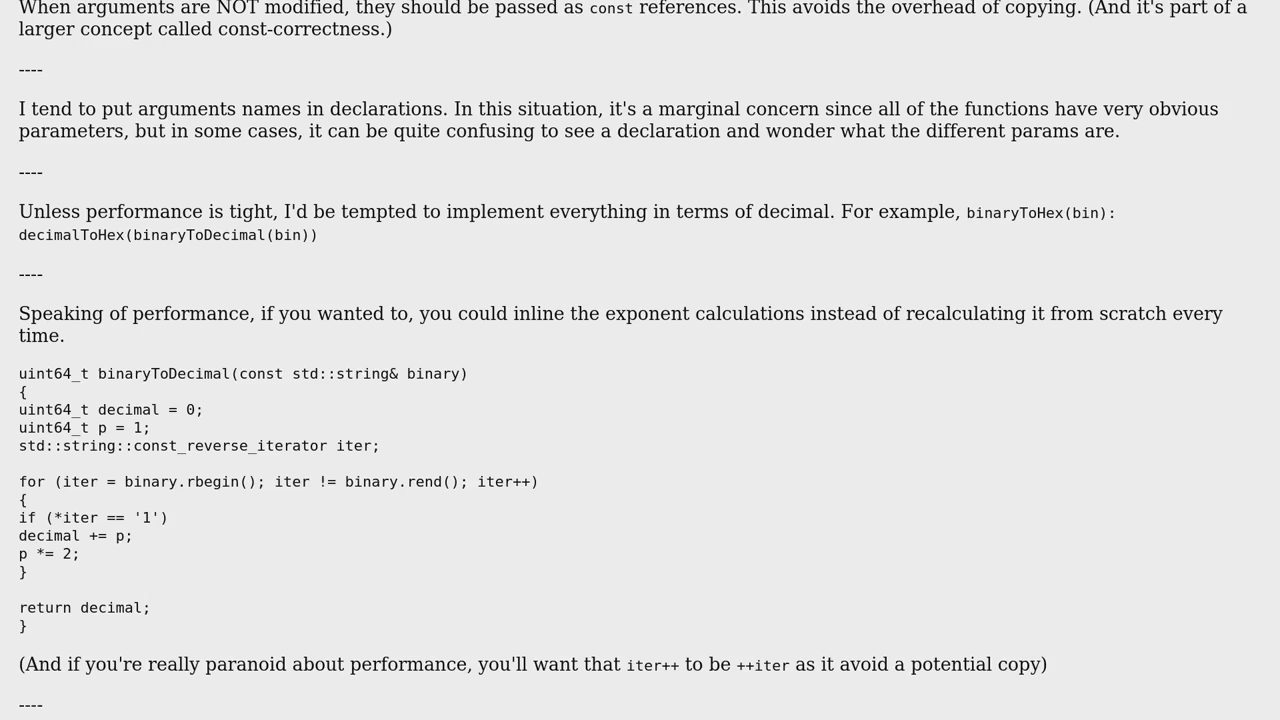 When arguments are NOT modified, they should be passed as const references. This avoids the overhead of copying. (And it's part of a
larger concept called const-correctness.)
----
I tend to put arguments names in declarations. In this situation, it's a marginal concern since all of the functions have very obvious
parameters, but in some cases, it can be quite confusing to see a declaration and wonder what the different params are.
----
Unless performance is tight, I'd be tempted to implement everything in terms of decimal. For example, binaryToHex(bin):
decimalToHex(binaryToDecimal(bin))
----
Speaking of performance, if you wanted to, you could inline the exponent calculations instead of recalculating it from scratch every
time.
uint64_t binaryToDecimal(const std::string& binary)
{
uint64_t decimal = 0;
uint64_t p = 1;
std::string::const_reverse_iterator iter;
for (iter = binary.rbegin(); iter != binary.rend(); iter++)
{
if (*iter == '1')
decimal += p;
p *= 2;
}
return decimal;
}
(And if you're really paranoid about performance, you'll want that iter++ to be ++iter as it avoid a potential copy)
----